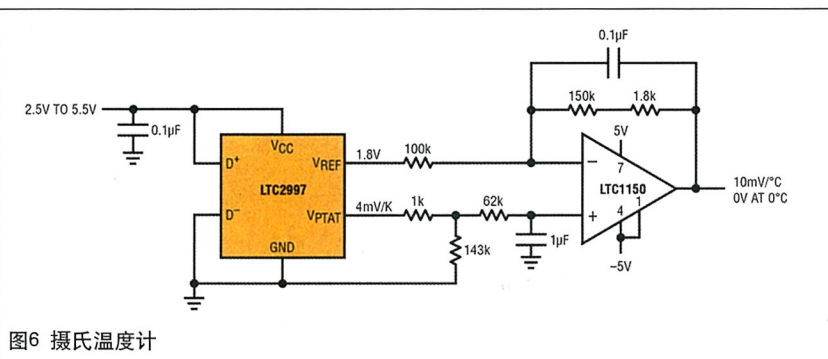 0.1µF
150k
1.8k
2.5V TO 5.5V
0.1µF
VCC
D+
VREF
1.8V
100k
5V
7
−
LTC2997
LTC1150
10mV/°C
0V AT 0°C
D−
VPTAT
4mV/K
1k
62k
+
4
1
GND
143k
1µF
−5V
图6 摄氏温度计